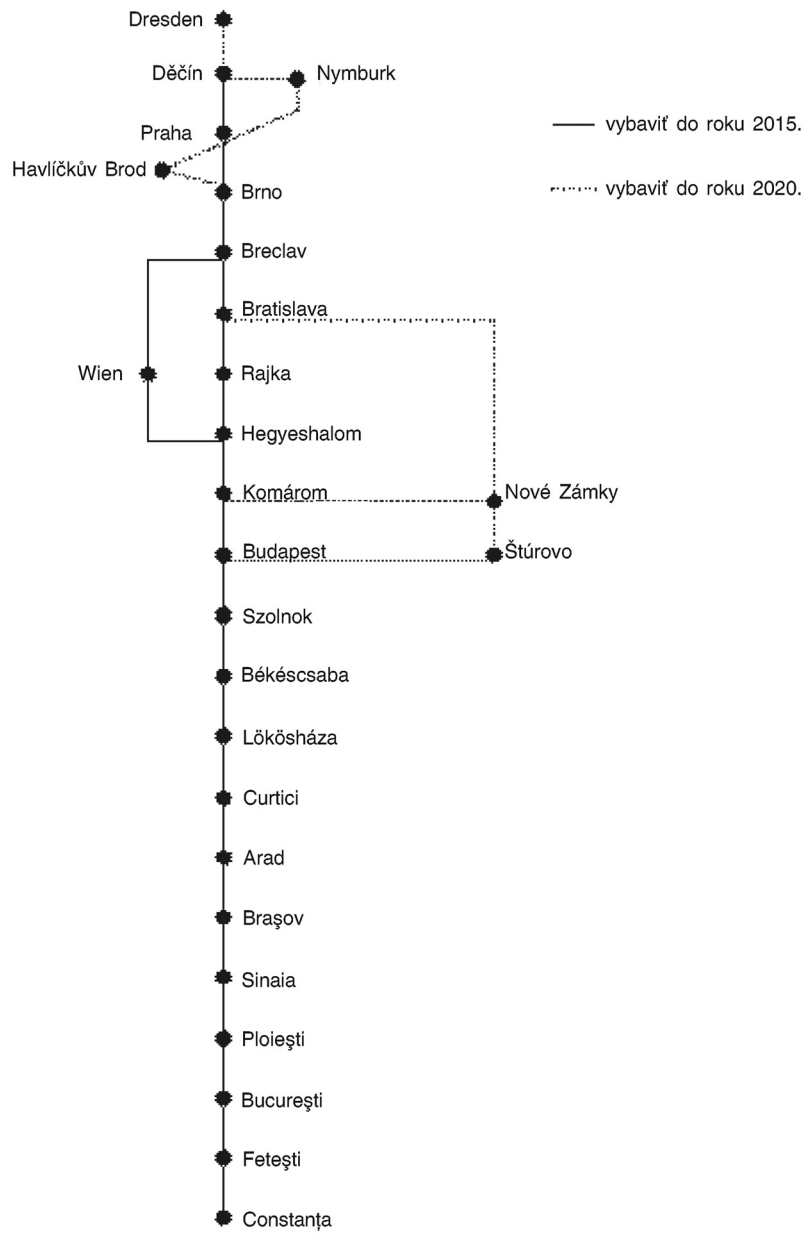 Dresden
Děčín
Nymburk
Praha
vybaviť do roku 2015.
Havlíčkův Brod
Brno
vybaviť do roku 2020.
Breclav
Bratislava
Wien
Rajka
Hegyeshalom
Komárom
Nové Zámky
Budapest
Štúrovo
Szolnok
Békéscsaba
Lökösháza
Curtici
Arad
Braşov
Sinaia
Ploieşti
Bucureşti
Feteşti
Constanţa